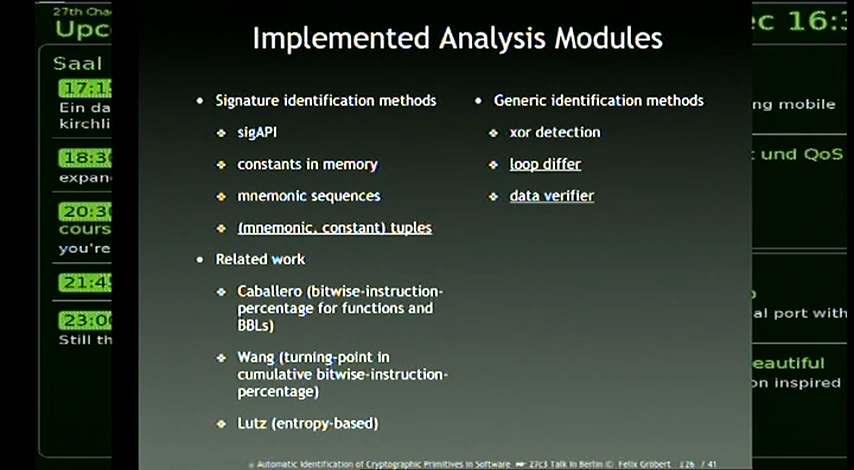 27th Cha
Upc
Saal
17:1
Ein da
kirchli
18:30
expan
20:30
cours
you're
21:45
23:00
Still th
Implemented Analysis Modules
Signature identification methods
sigAPI
constants in memory
mnemonic sequences
(mnemonic, constant) tuples
Related work
Caballero (bitwise-instruction-
percentage for functions and
BBLs)
Wang (turning-point in
cumulative bitwise-instruction-
percentage)
Lutz (entropy-based)
Generic identification methods
xor detection
loop differ
data verifier
Automatic Identification of Cryptographic Primitives in Software 27c3 Talk in Berlin © Felix Gröbert 26 / 41
ec 16:3
ng mobile
t und QoS
al port with
eautiful
on inspired